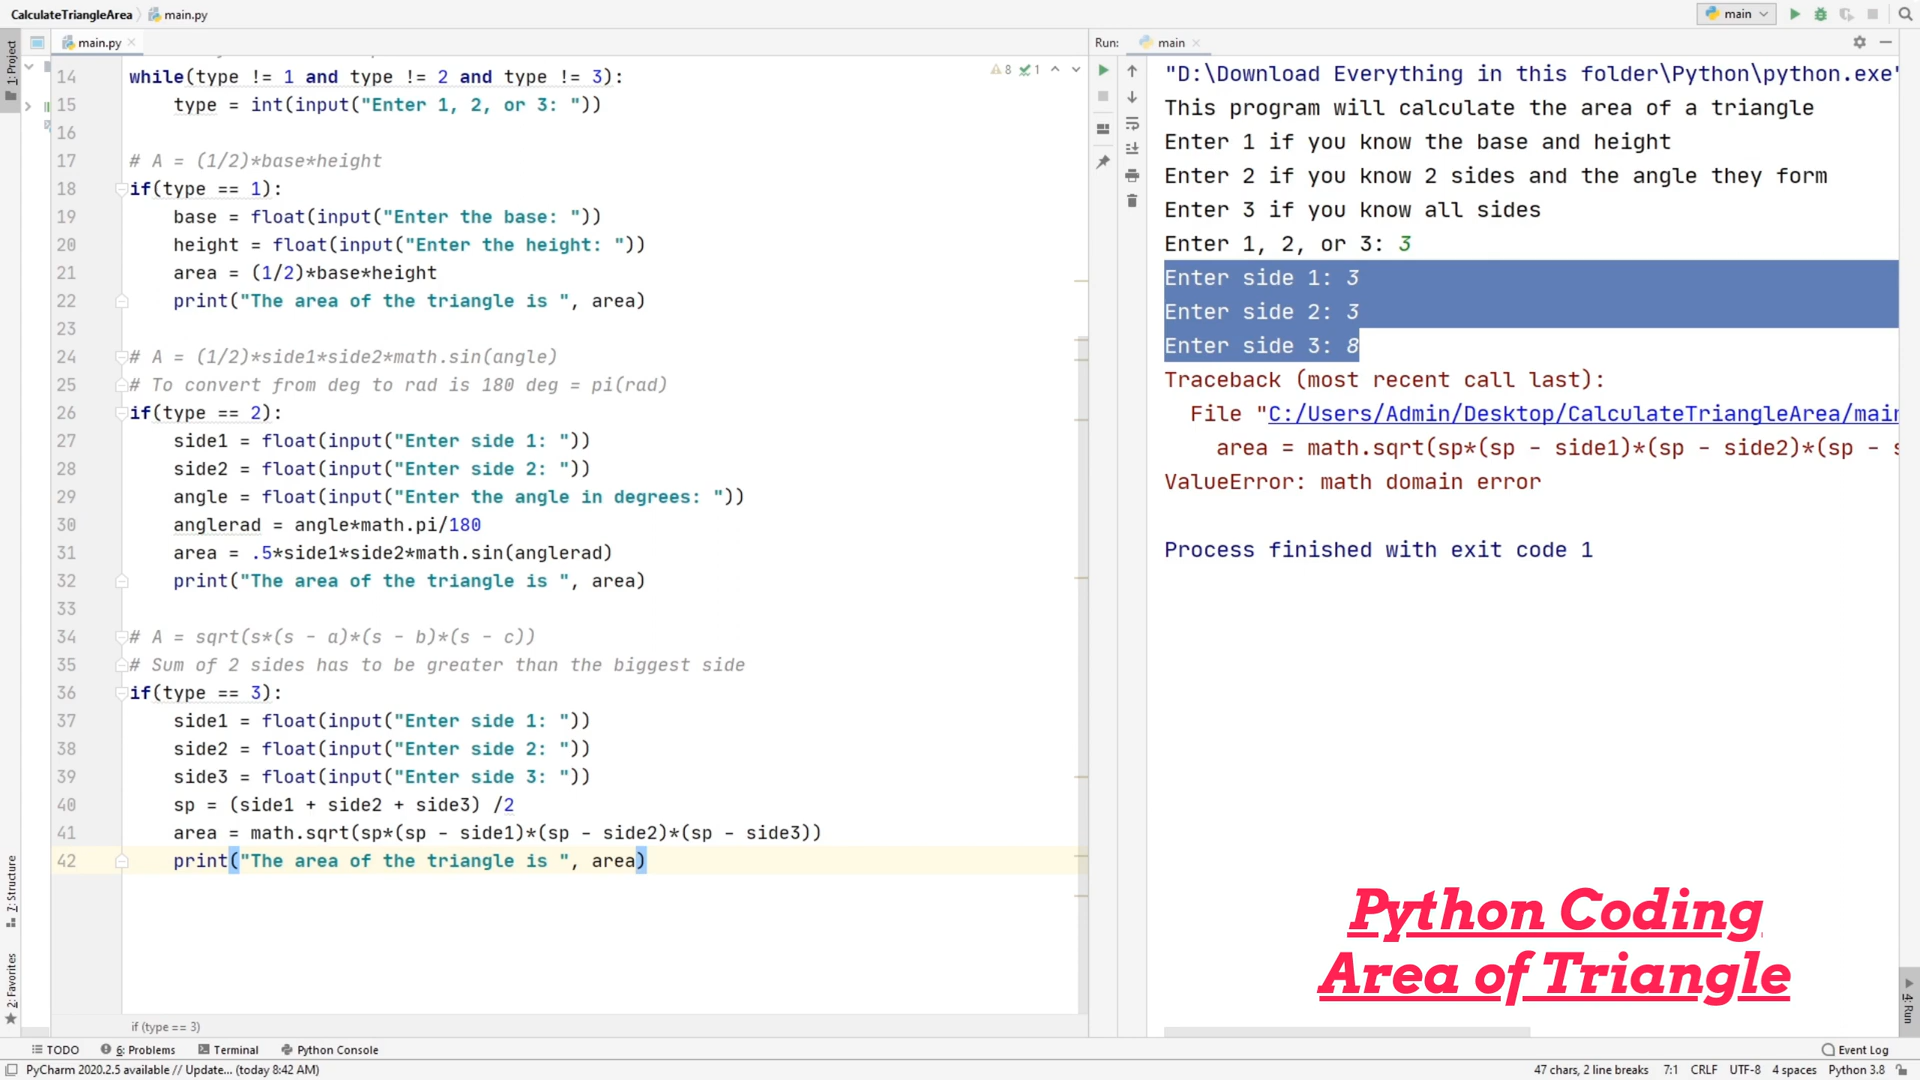 CalculateTriangleArea
main.py
main
1: Project
main.py
Run:
main
8
1
14 while(type != 1 and type != 2 and type != 3):
15 type = int(input("Enter 1, 2, or 3: "))
16
17 # A = (1/2)*base*height
18 if(type == 1):
19 base = float(input("Enter the base: "))
20 height = float(input("Enter the height: "))
21 area = (1/2)*base*height
22 print("The area of the triangle is ", area)
23
24 # A = (1/2)*side1*side2*math.sin(angle)
25 # To convert from deg to rad is 180 deg = pi(rad)
26 if(type == 2):
27 side1 = float(input("Enter side 1: "))
28 side2 = float(input("Enter side 2: "))
29 angle = float(input("Enter the angle in degrees: "))
30 anglerad = angle*math.pi/180
31 area = .5*side1*side2*math.sin(anglerad)
32 print("The area of the triangle is ", area)
33
34 # A = sqrt(s*(s - a)*(s - b)*(s - c))
35 # Sum of 2 sides has to be greater than the biggest side
36 if(type == 3):
37 side1 = float(input("Enter side 1: "))
38 side2 = float(input("Enter side 2: "))
39 side3 = float(input("Enter side 3: "))
40 sp = (side1 + side2 + side3) /2
41 area = math.sqrt(sp*(sp - side1)*(sp - side2)*(sp - side3))
42 print("The area of the triangle is ", area)
if (type == 3)
"D:\Download Everything in this folder\Python\python.exe"
This program will calculate the area of a triangle
Enter 1 if you know the base and height
Enter 2 if you know 2 sides and the angle they form
Enter 3 if you know all sides
Enter 1, 2, or 3: 3
Enter side 1: 3
Enter side 2: 3
Enter side 3: 8
Traceback (most recent call last):
File "C:/Users/Admin/Desktop/CalculateTriangleArea/main
area = math.sqrt(sp*(sp - side1)*(sp - side2)*(sp - s
ValueError: math domain error
Process finished with exit code 1
Python Coding
Area of Triangle
7: Structure
2: Favorites
4: Run
TODO
6: Problems
Terminal
Python Console
Event Log
PyCharm 2020.2.5 available // Update... (today 8:42 AM)
47 chars, 2 line breaks
7:1
CRLF
UTF-8
4 spaces
Python 3.8